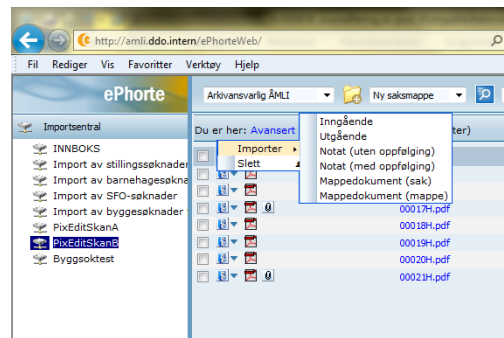 http://amli.ddo.intern/ePhorteWeb/
Fil Rediger Vis Favoritter Verktøy Hjelp
ePhorte
Arkivansvarlig ÅMLI
Ny saksmappe
Importsentral
Du er her: Avansert
ter)
INNBOKS
Import av stillingssøknader
Import av barnehagesøkna
Import av SFO-søknader
Import av byggesøknader
PixEditSkanA
PixEditSkanB
Byggsoktest
Importer
Slett
Inngående
Utgående
Notat (uten oppfølging)
Notat (med oppfølging)
Mappedokument (sak)
Mappedokument (mappe)
00017H.pdf
00018H.pdf
00019H.pdf
00020H.pdf
00021H.pdf